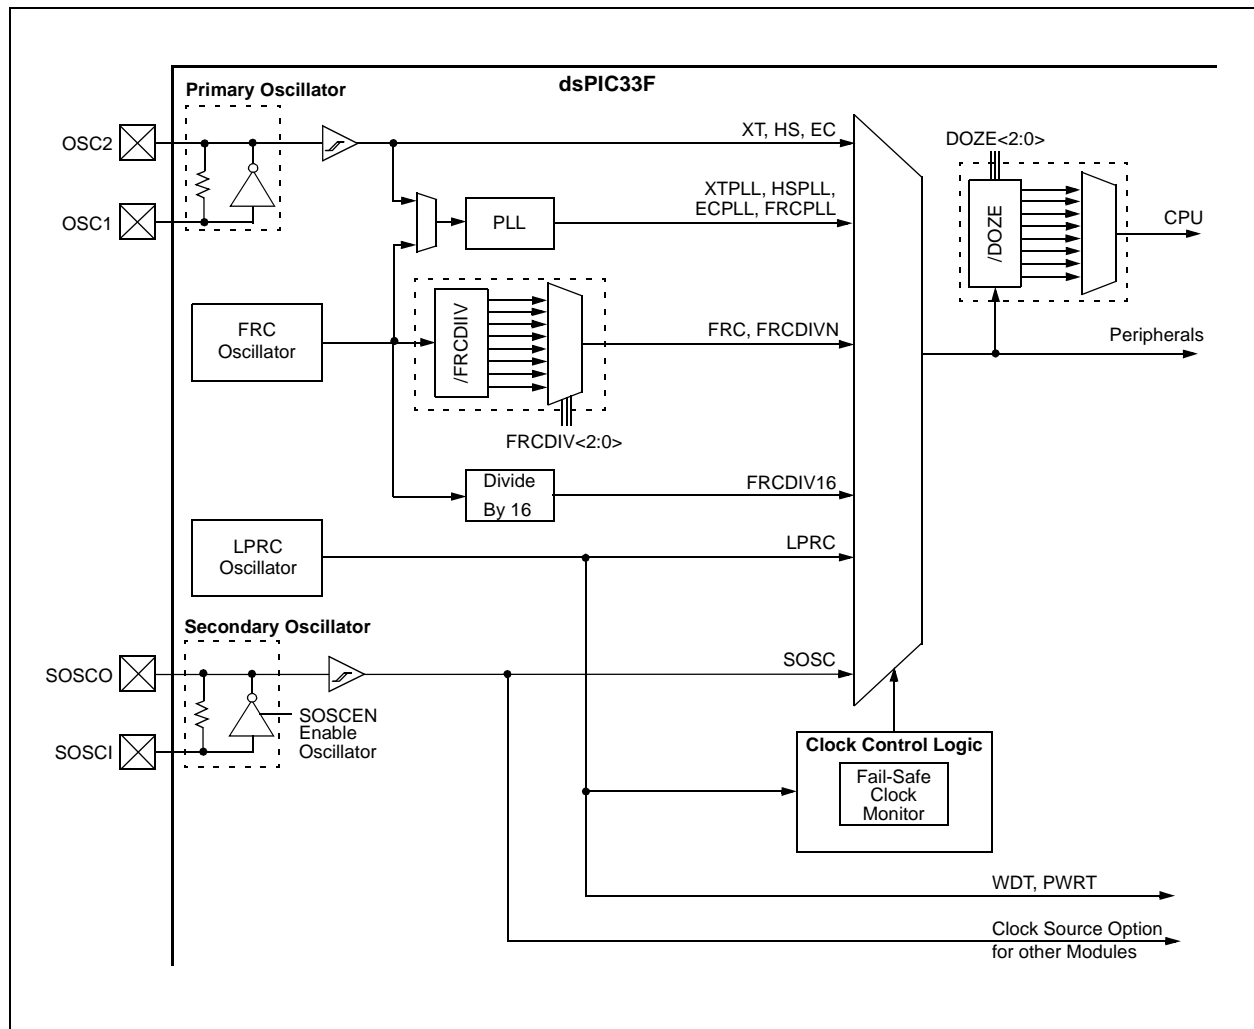 dsPIC33F
Primary Oscillator
OSC2
OSC1
XT, HS, EC
XTPLL, HSPLL,
ECPLL, FRCPLL
PLL
DOZE<2:0>
/DOZE
CPU
Peripherals
FRC
Oscillator
/FRCDIIV
FRC, FRCDIVN
FRCDIV<2:0>
Divide
By 16
FRCDIV16
LPRC
Oscillator
LPRC
Secondary Oscillator
SOSCO
SOSCI
SOSC
SOSCEN
Enable
Oscillator
Clock Control Logic
Fail-Safe
Clock
Monitor
WDT, PWRT
Clock Source Option
for other Modules